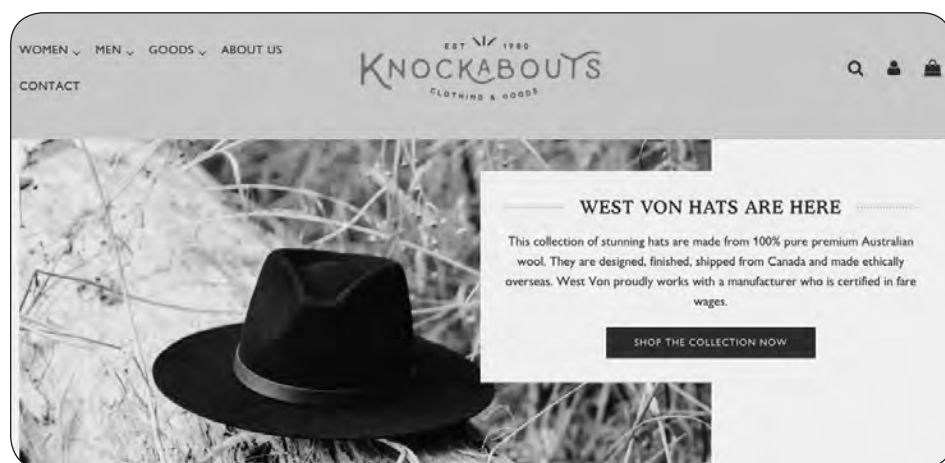 WOMEN MEN GOODS ABOUT US
CONTACT
EST 1980
KNOCKABOUTS
CLOTHING & GOODS
WEST VON HATS ARE HERE
This collection of stunning hats are made from 100% pure premium Australian
wool. They are designed, finished, shipped from Canada and made ethically
overseas. West Von proudly works with a manufacturer who is certified in fare
wages.
SHOP THE COLLECTION NOW